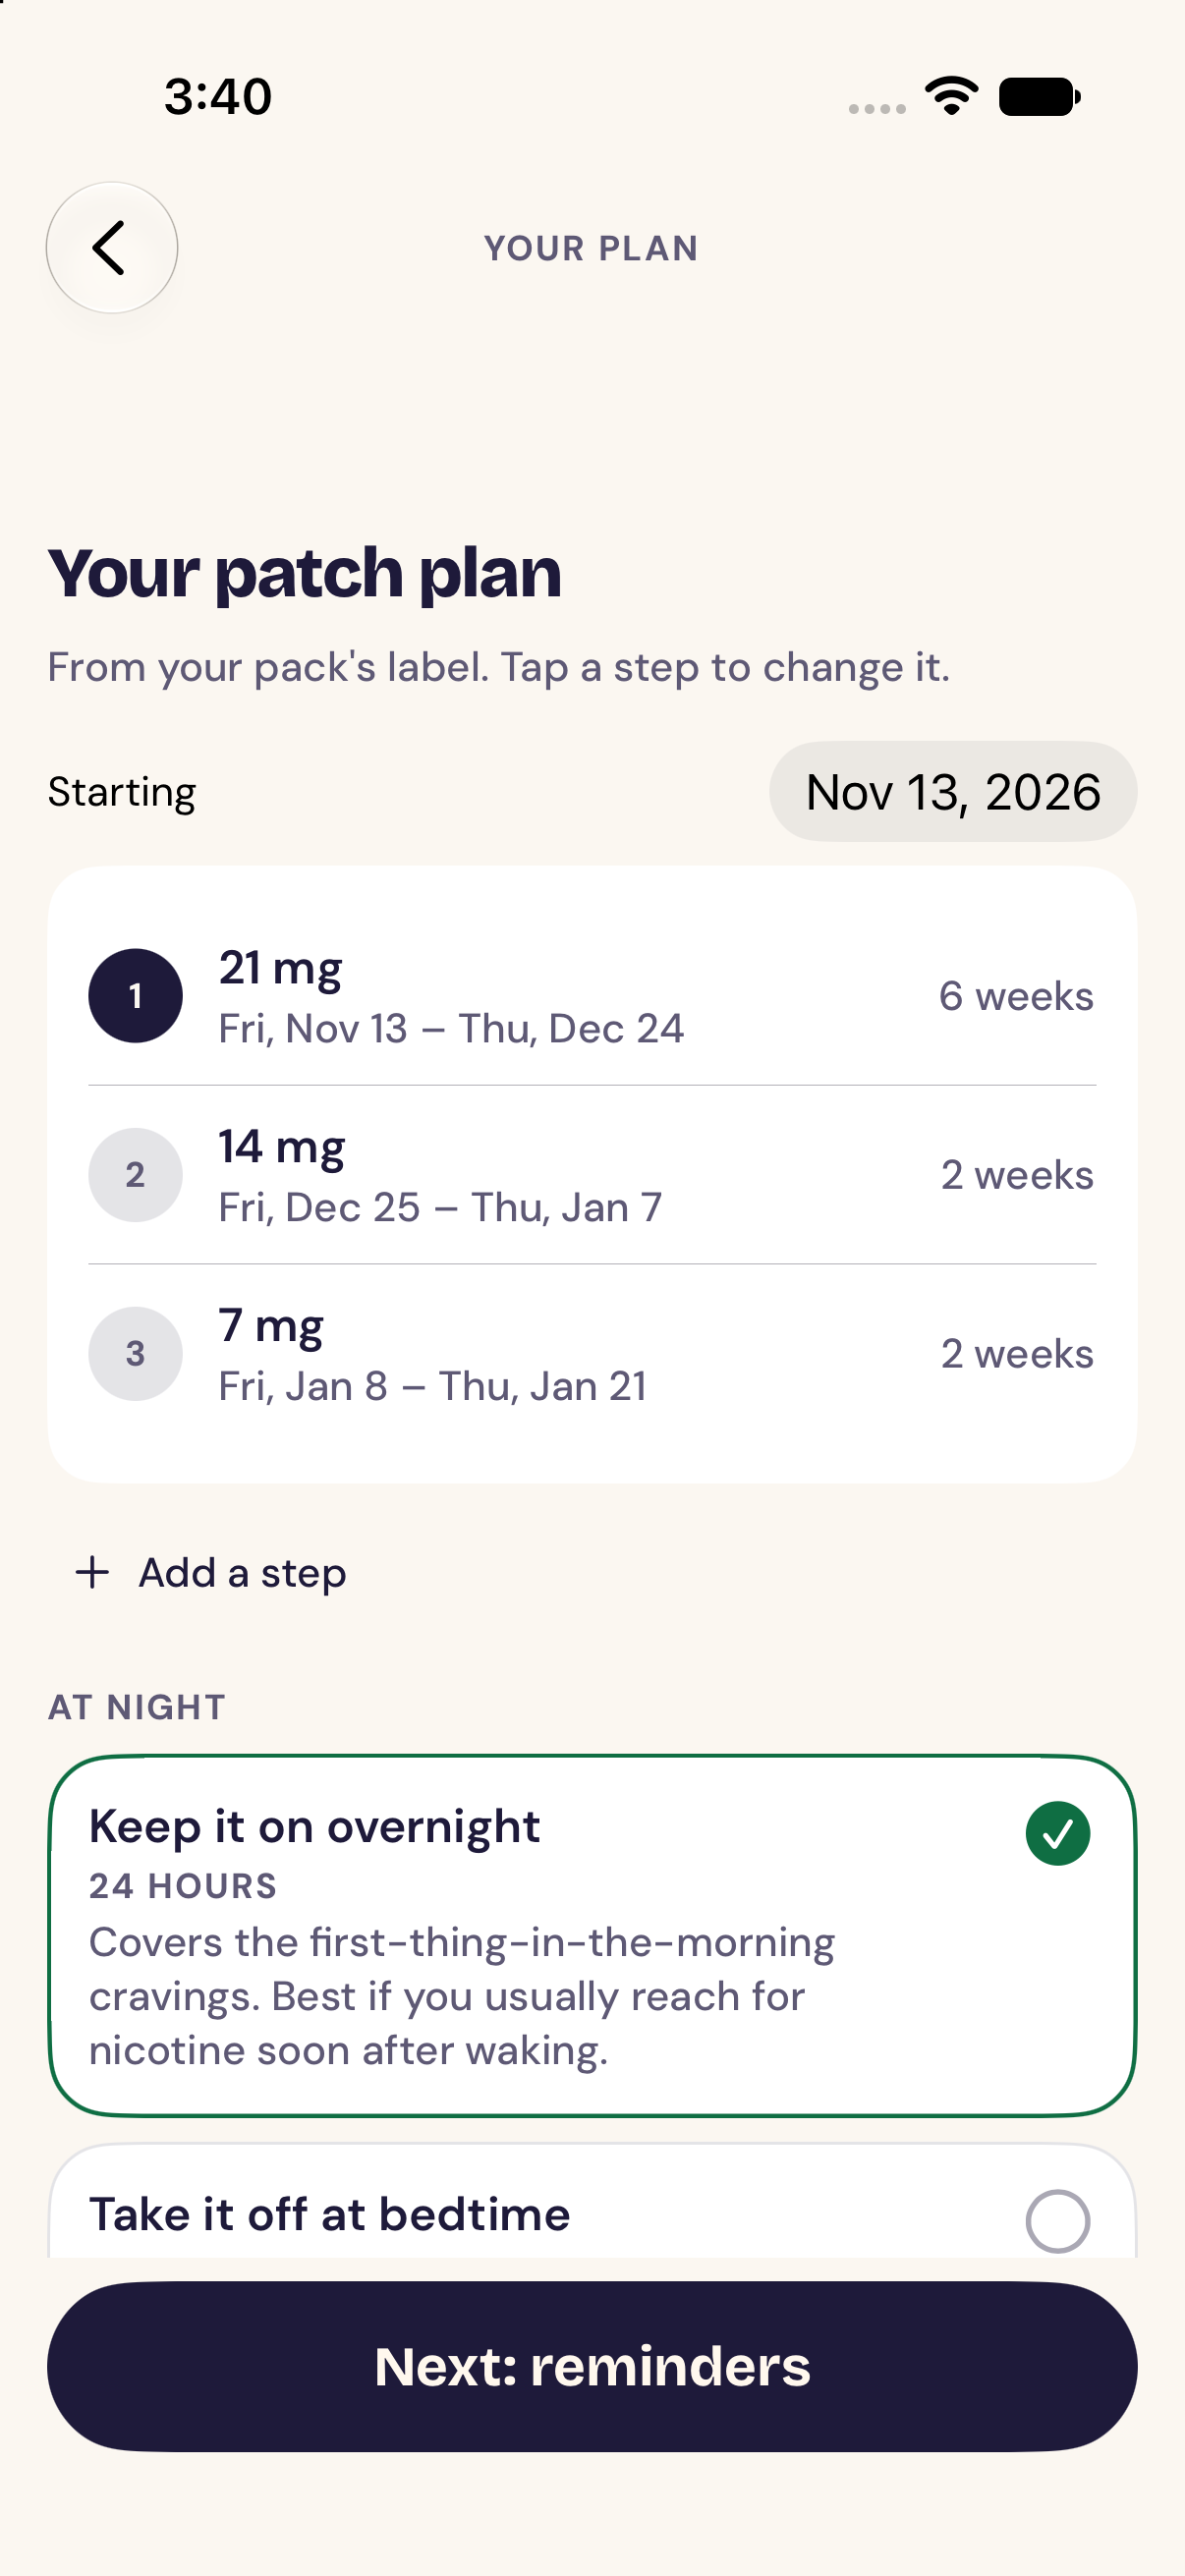 3:40
YOUR PLAN
Your patch plan
From your pack's label. Tap a step to change it.
Starting
Nov 13, 2026
1
21 mg
Fri, Nov 13 – Thu, Dec 24
6 weeks
2
14 mg
Fri, Dec 25 – Thu, Jan 7
2 weeks
3
7 mg
Fri, Jan 8 – Thu, Jan 21
2 weeks
+ Add a step
AT NIGHT
Keep it on overnight
24 HOURS
Covers the first-thing-in-the-morning
cravings. Best if you usually reach for
nicotine soon after waking.
Take it off at bedtime
Next: reminders